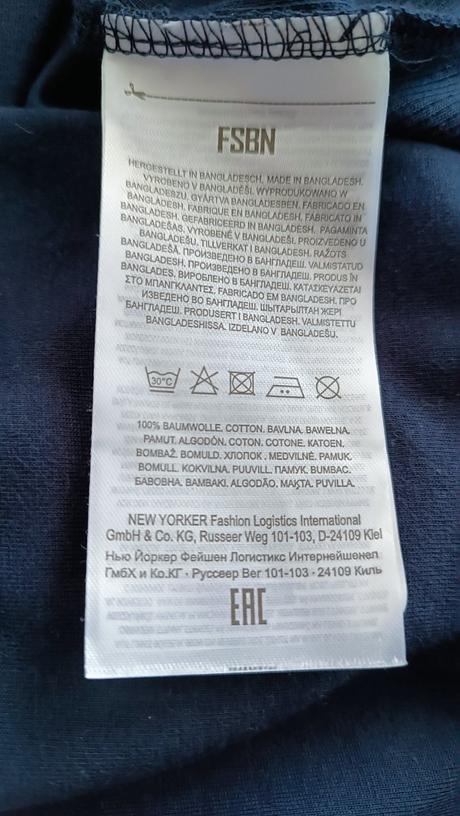 FSBN
HERGESTELLT IN BANGLADESCH. MADE IN BANGLADESH.
VYROBENO V BANGLADÉŠI. WYPRODUKOWANO W
BANGLADESZU. GYÁRTVA BANGLADESBEN. FABRICADO EN
BANGLADESH. FABRIQUE EN BANGLADESH. FABRICATO IN
BANGLADESH. GEFABRICEERD IN BANGLADESH. PAGAMINTA
BANGLADEŠAS. VYROBENÉ V BANGLADÉŠI. PROIZVEDENO U
BANGLADEŠU. TILLVERKAT I BANGLADESH. RAŽOTS
BANGLADEŠĀ. ПРОИЗВЕДЕНО В БАНГЛАДЕШ. VALMISTATUD
BANGLADESH. ПРОИЗВЕДЕНО В БАНГЛАДЕШ. PRODUS ÎN
BANGLADES. ВИРОБЛЕНО В БАНГЛАДЕШ. ΚΑΤΑΣΚΕΥΑΖΕΤΑΙ
ΣΤΟ ΜΠΑΝΓΚΛΑΝΤΕΣ. FABRICADO EM BANGLADESH. ПРО
ИЗВЕДЕНО ВО БАНГЛАДЕШ. ШЫТАРЫЛТАН ЖЕРІ
БАНГЛАДЕШ. PRODUSERT I BANGLADESH. VALMISTETTU
BANGLADESHISSA. IZDELANO V BANGLADEŠU.
30°C
100% BAUMWOLLE. COTTON. BAVLNA. BAWEŁNA.
PAMUT. ALGODÓN. COTON. COTONE. KATOEN.
BOMBAŽ. BOMULD. ХЛОПОК. MEDVILNĖ. PAMUK.
BOMULL. KOKVILNA. PUUVILL. ПАМУК. BUMBAC.
БАВОВНА. BAMBAKI. ALGODÃO. МАҚТА. PUVILLA.
NEW YORKER Fashion Logistics International
GmbH & Co. KG, Russeer Weg 101-103, D-24109 Kiel
Нью Йоркер Фейшен Логистикс Интернейшенел
ГмбХ и Ко.КГ · Руссеер Вег 101-103 · 24109 Киль
EAC